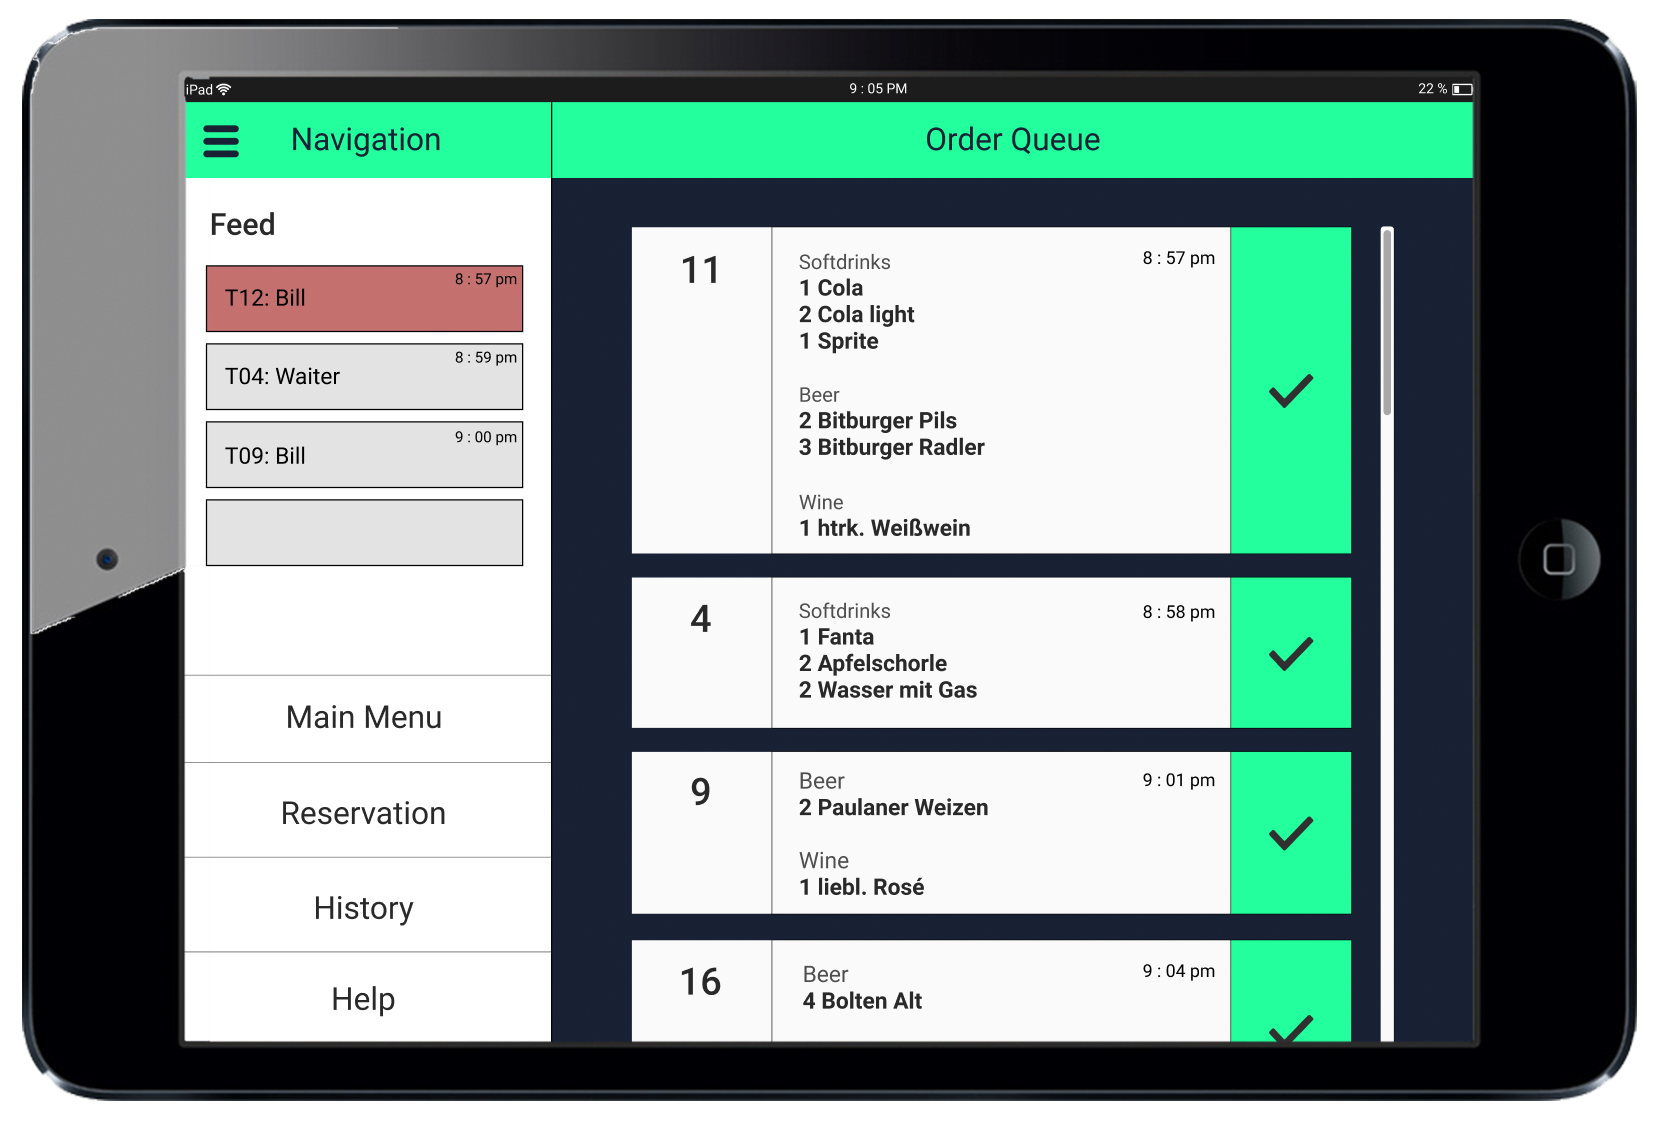 iPad
9 : 05 PM
22 %
Navigation
Order Queue
Feed
8 : 57 pm
T12: Bill
8 : 59 pm
T04: Waiter
9 : 00 pm
T09: Bill
Main Menu
Reservation
History
Help
11
8 : 57 pm
Softdrinks
1 Cola
2 Cola light
1 Sprite
Beer
2 Bitburger Pils
3 Bitburger Radler
Wine
1 htrk. Weißwein
4
8 : 58 pm
Softdrinks
1 Fanta
2 Apfelschorle
2 Wasser mit Gas
9
9 : 01 pm
Beer
2 Paulaner Weizen
Wine
1 liebl. Rosé
16
9 : 04 pm
Beer
4 Bolten Alt